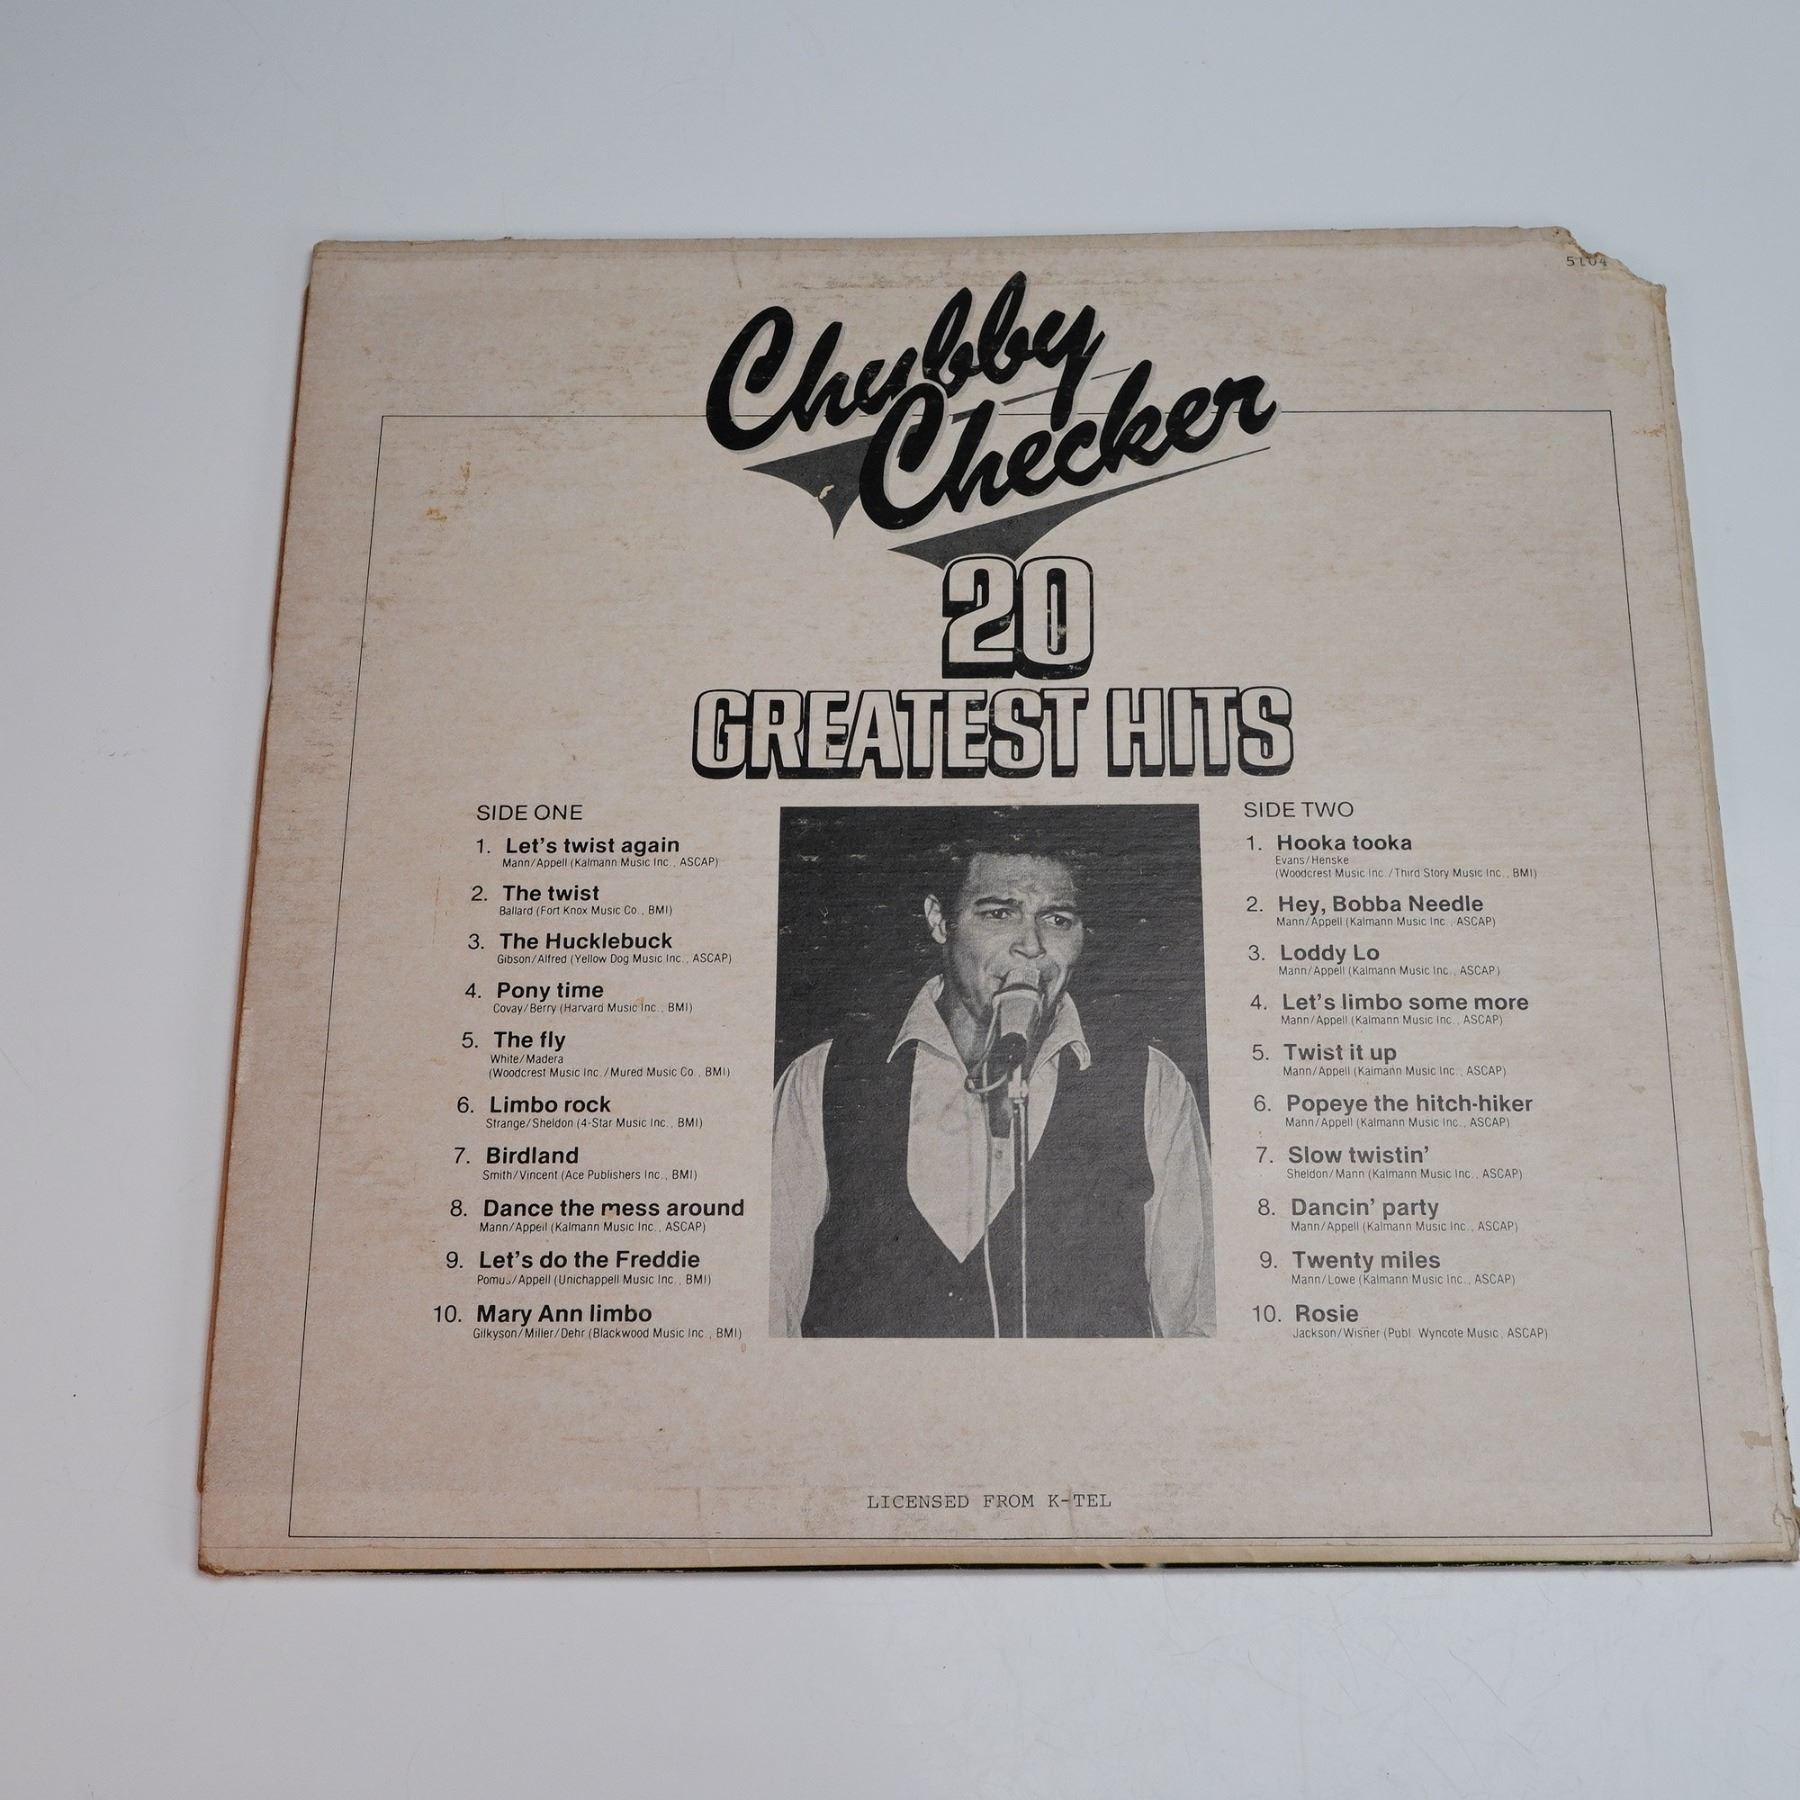 5104
Chubby
Checker
20
GREATEST HITS
SIDE ONE
1. Let's twist again
Mann/Appell (Kalmann Music Inc., ASCAP)
2. The twist
Ballard (Fort Knox Music Co., BMI)
3. The Hucklebuck
Gibson/Alfred (Yellow Dog Music Inc., ASCAP)
4. Pony time
Covay/Berry (Harvard Music Inc., BMI)
5. The fly
White/Madera
(Woodcrest Music Inc./Mured Music Co., BMI)
6. Limbo rock
Strange/Sheldon (4-Star Music Inc., BMI)
7. Birdland
Smith/Vincent (Ace Publishers Inc., BMI)
8. Dance the mess around
Mann/Appell (Kalmann Music Inc., ASCAP)
9. Let's do the Freddie
Pomus/Appell (Unichappell Music Inc., BMI)
10. Mary Ann limbo
Gilkyson/Miller/Dehr (Blackwood Music Inc., BMI)
SIDE TWO
1. Hooka tooka
Evans/Henske
(Woodcrest Music Inc./Third Story Music Inc., BMI)
2. Hey, Bobba Needle
Mann/Appell (Kalmann Music Inc., ASCAP)
3. Loddy Lo
Mann/Appell (Kalmann Music Inc., ASCAP)
4. Let's limbo some more
Mann/Appell (Kalmann Music Inc., ASCAP)
5. Twist it up
Mann/Appell (Kalmann Music Inc., ASCAP)
6. Popeye the hitch-hiker
Mann/Appell (Kalmann Music Inc., ASCAP)
7. Slow twistin'
Sheldon/Mann (Kalmann Music Inc., ASCAP)
8. Dancin' party
Mann/Appell (Kalmann Music Inc., ASCAP)
9. Twenty miles
Mann/Lowe (Kalmann Music Inc., ASCAP)
10. Rosie
Jackson/Wisner (Publ. Wyncote Music, ASCAP)
LICENSED FROM K-TEL